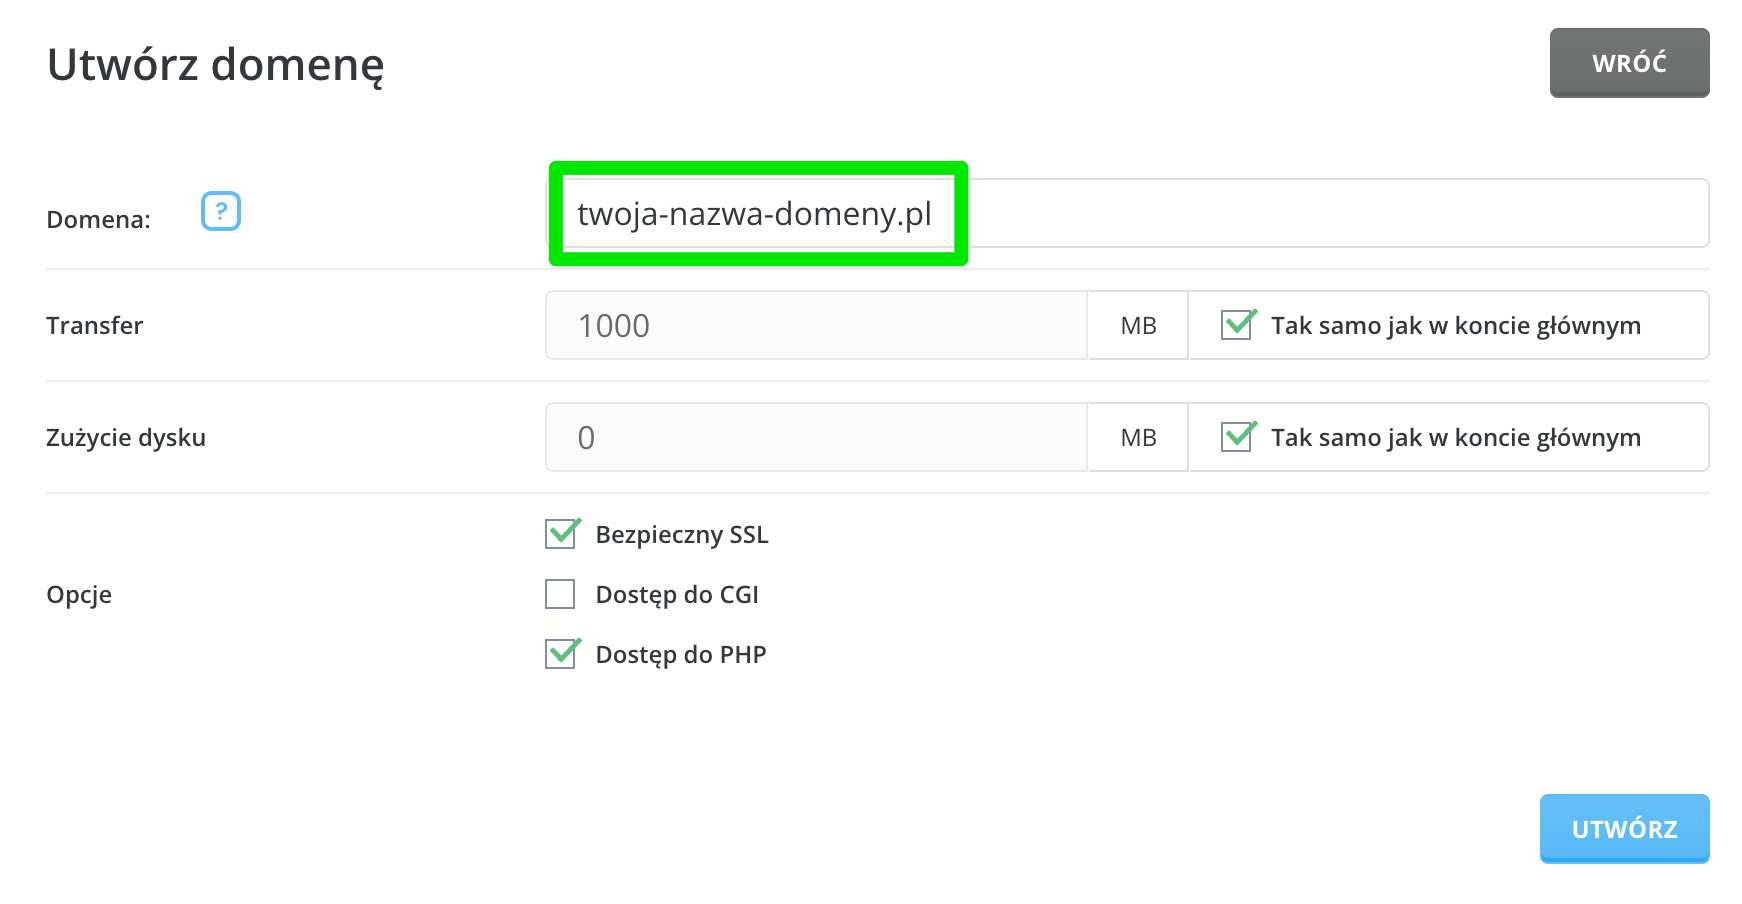 Utwórz domenę
WRÓĆ
Domena: ? twoja-nazwa-domeny.pl
Transfer 1000 MB Tak samo jak w koncie głównym
Zużycie dysku 0 MB Tak samo jak w koncie głównym
Bezpieczny SSL
Opcje Dostęp do CGI
Dostęp do PHP
UTWÓRZ